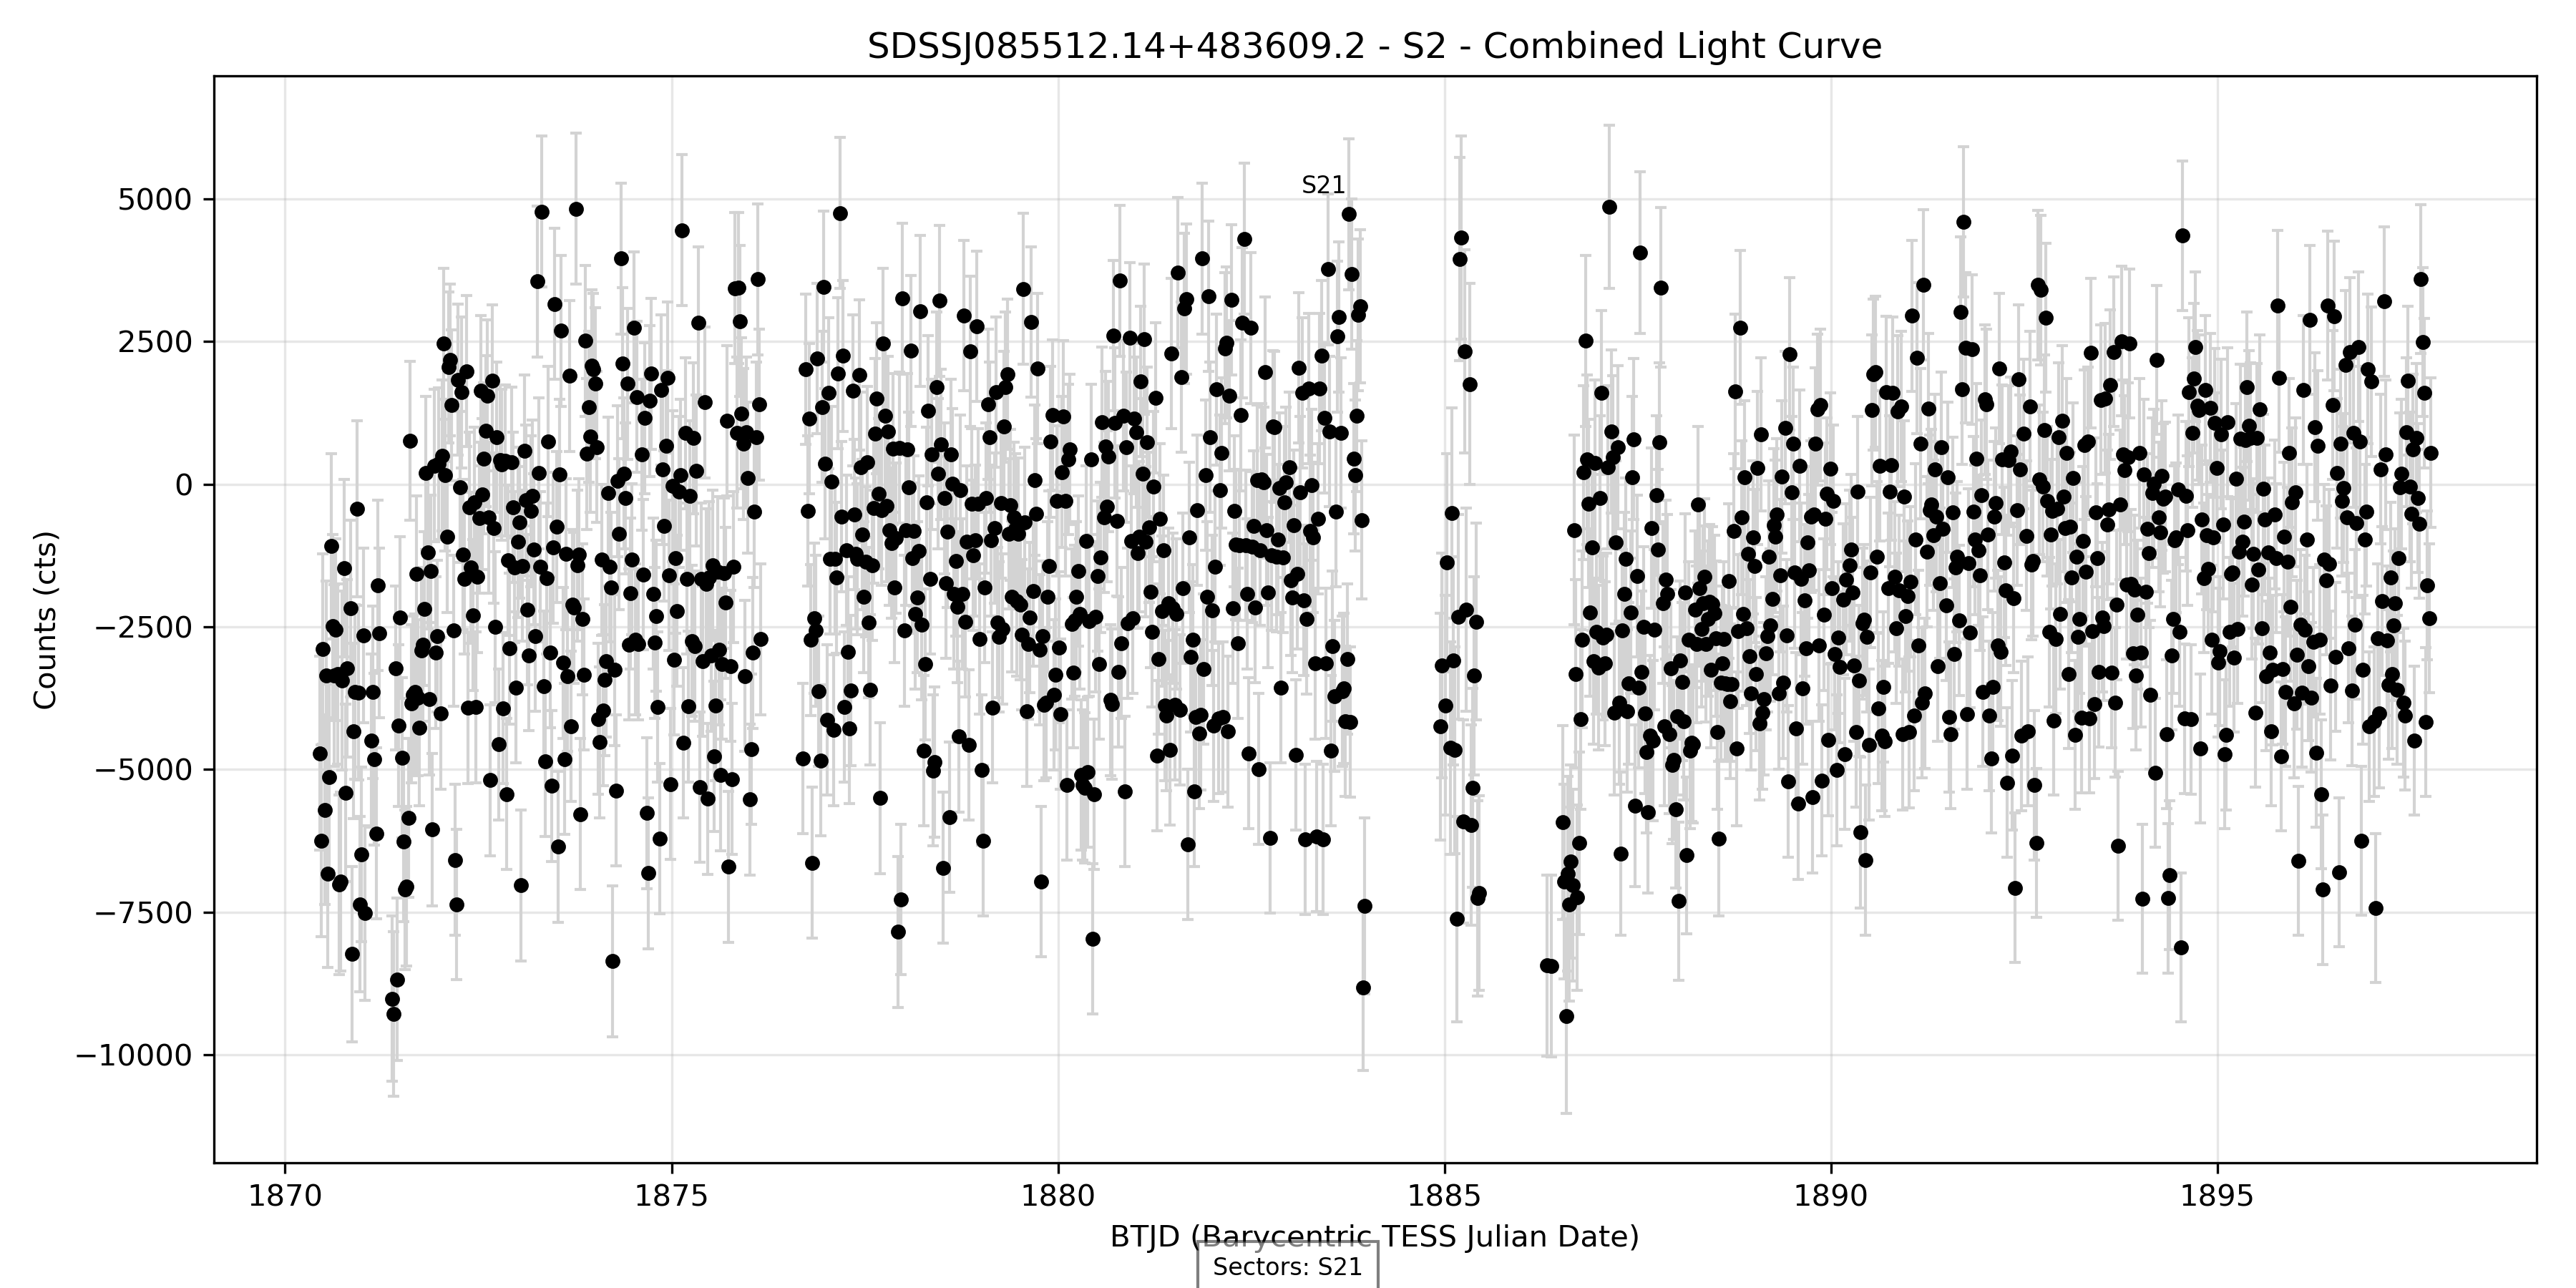 SDSSJ085512.14+483609.2 - S2 - Combined Light Curve
S21
5000
2500
0
−2500
−5000
−7500
−10000
Counts (cts)
1870 1875 1880 1885 1890 1895
BTJD (Barycentric TESS Julian Date)
Sectors: S21